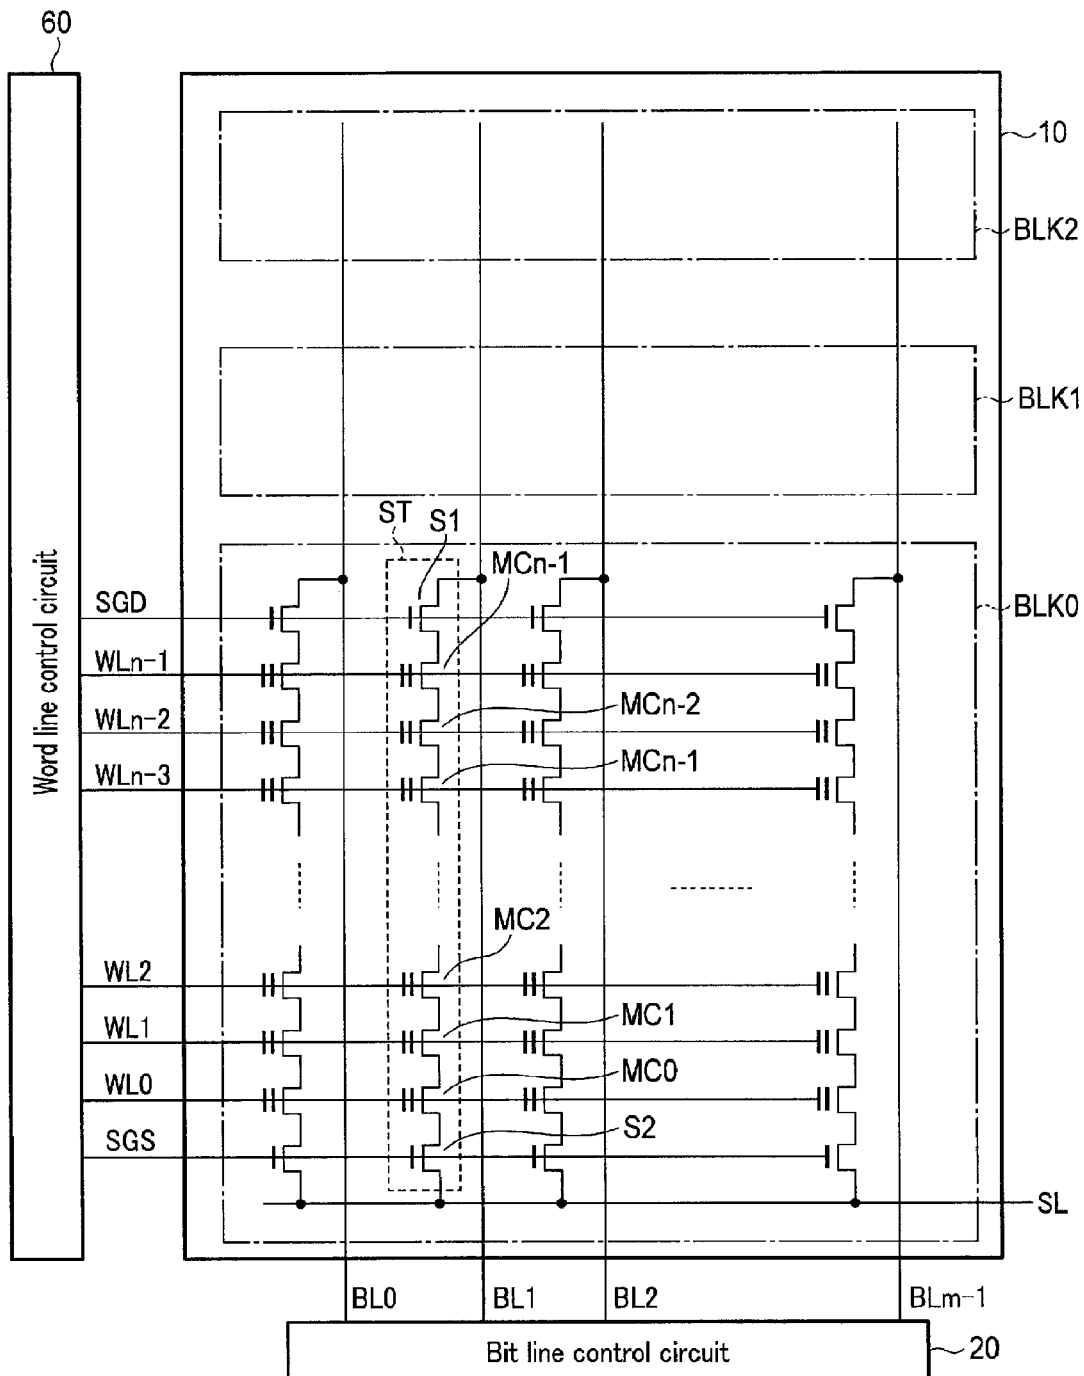 60
10
BLK2
BLK1
ST
S1
MCn-1
SGD
BLK0
WLn-1
MCn-2
WLn-2
MCn-1
WLn-3
Word line control circuit
MC2
WL2
MC1
WL1
MC0
WL0
S2
SGS
SL
BL0
BL1
BL2
BLm-1
Bit line control circuit
20